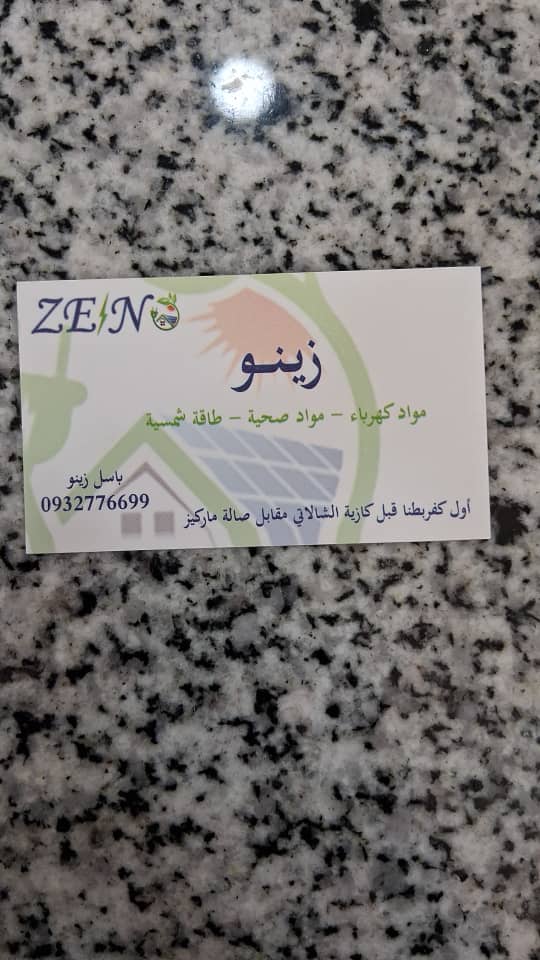 ZEINO
زينو
مواد كهرباء - مواد صحية - طاقة شمسية
باسل زينو
0932776699
أول كفربطنا قبل كازية الشالاتي مقابل صالة ماركيز